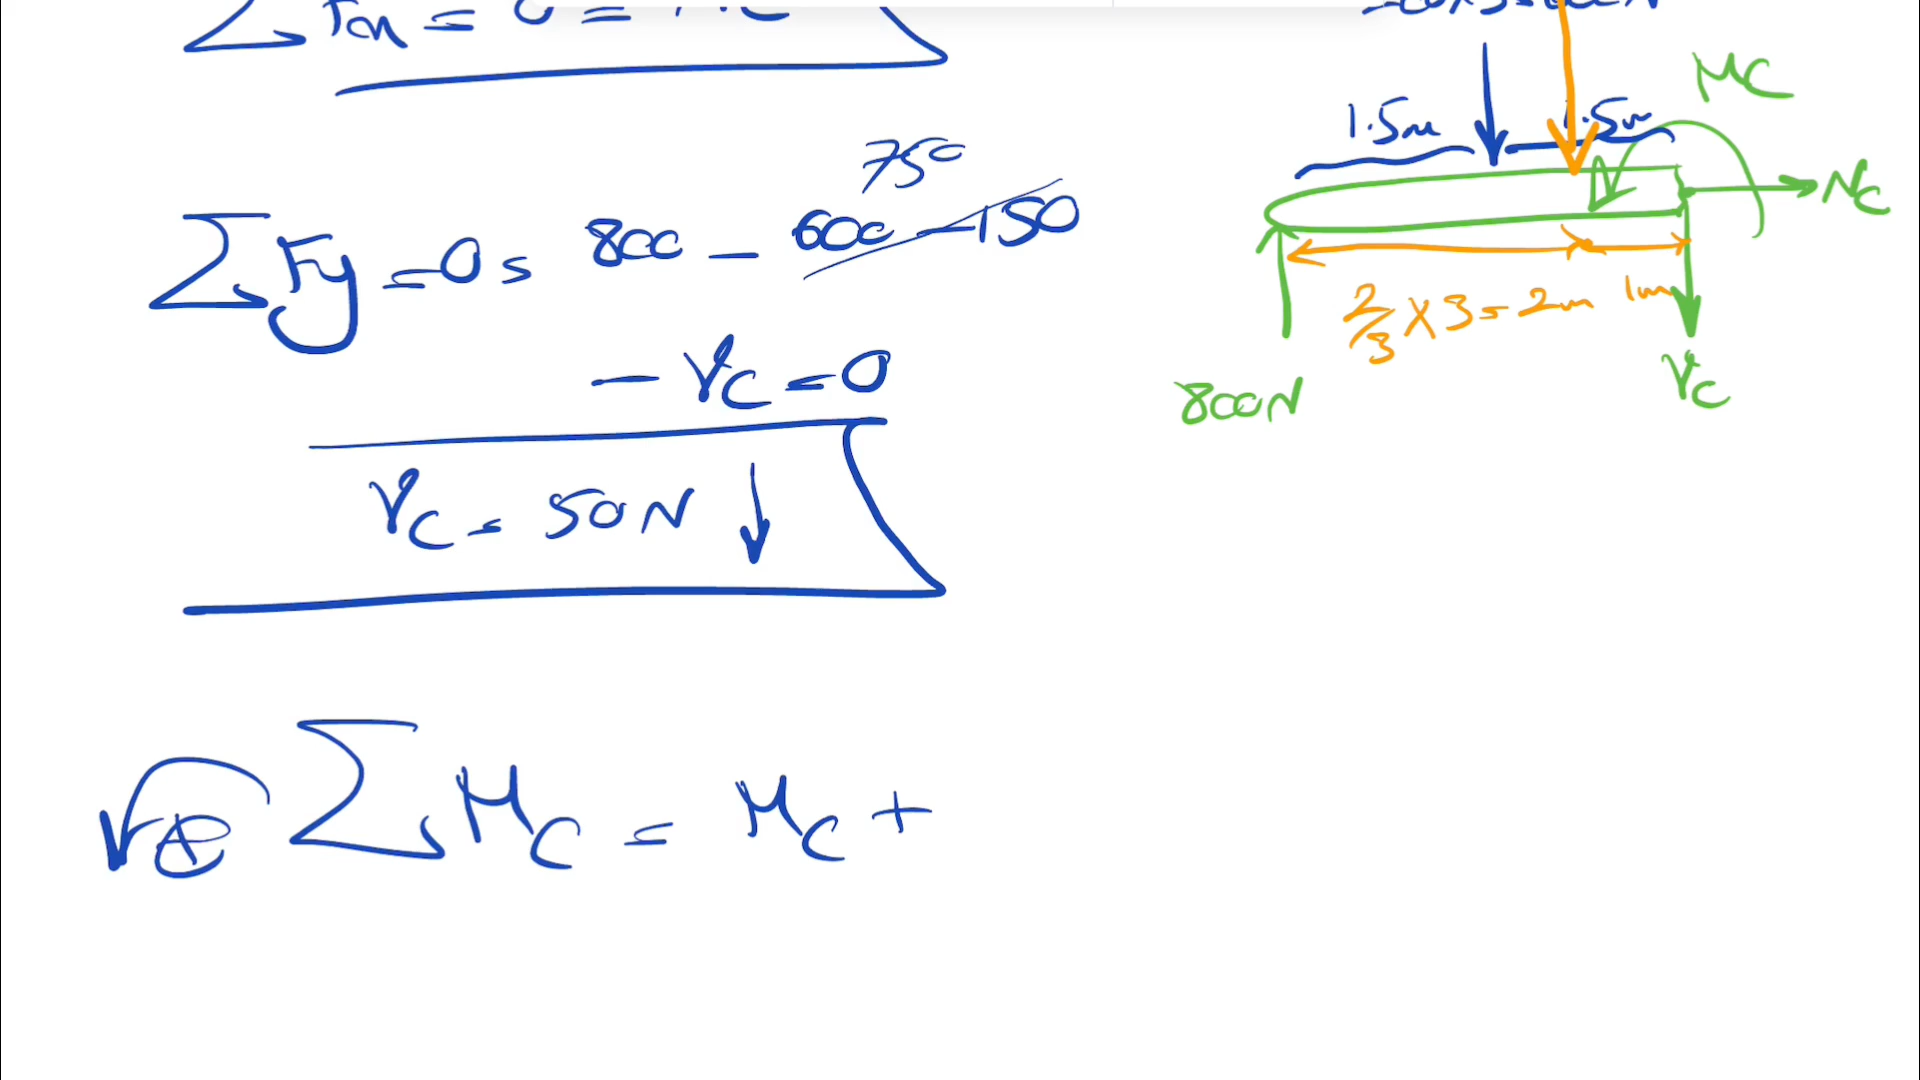 750
ΣFy = 0 = 800 - 600 - 150
- Vc = 0
Vc = 50N ↓
⊕ ΣMc = Mc +
Mc
1.5m 1.5m
Nc
2/3 × 3 = 2m 1m
800N
Vc